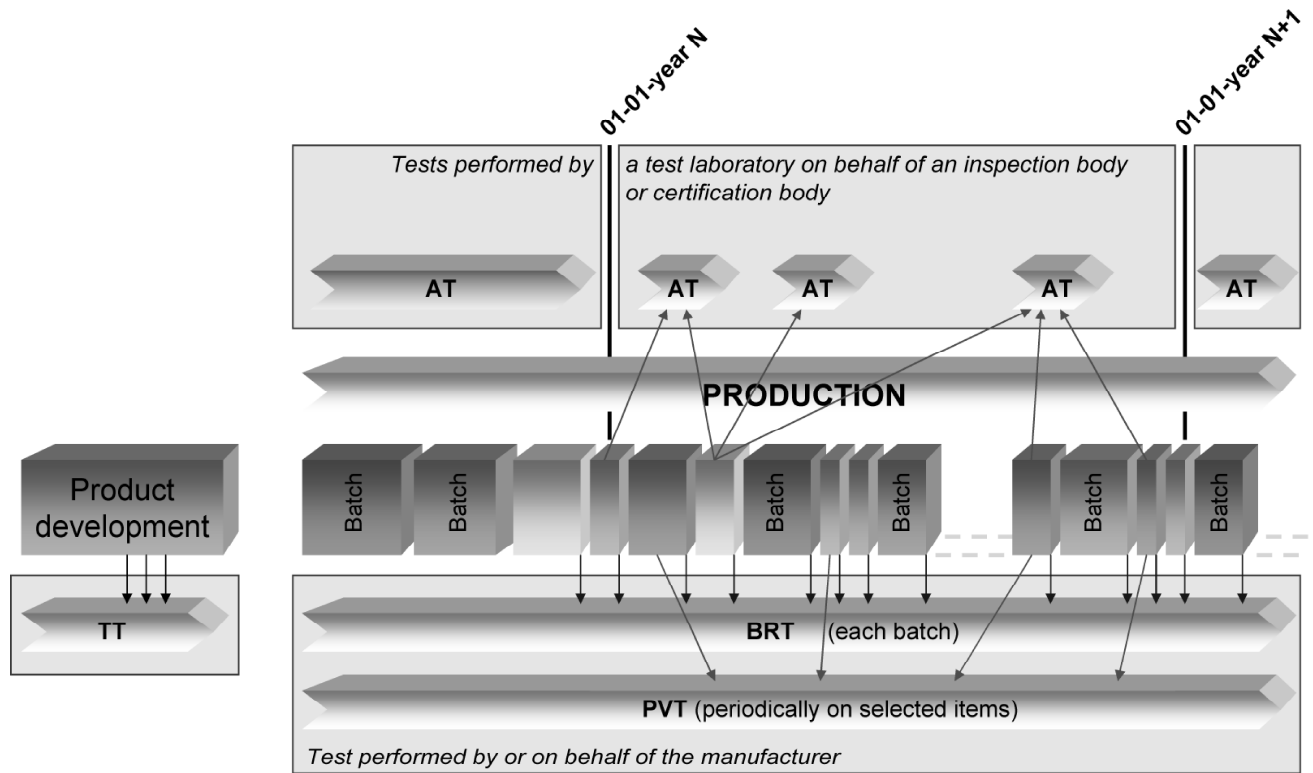 01-01-year N
01-01-year N+1
Tests performed by
a test laboratory on behalf of an inspection body
or certification body
AT
AT
AT
AT
AT
PRODUCTION
Product
development
Batch
Batch
Batch
Batch
Batch
Batch
TT
BRT (each batch)
PVT (periodically on selected items)
Test performed by or on behalf of the manufacturer